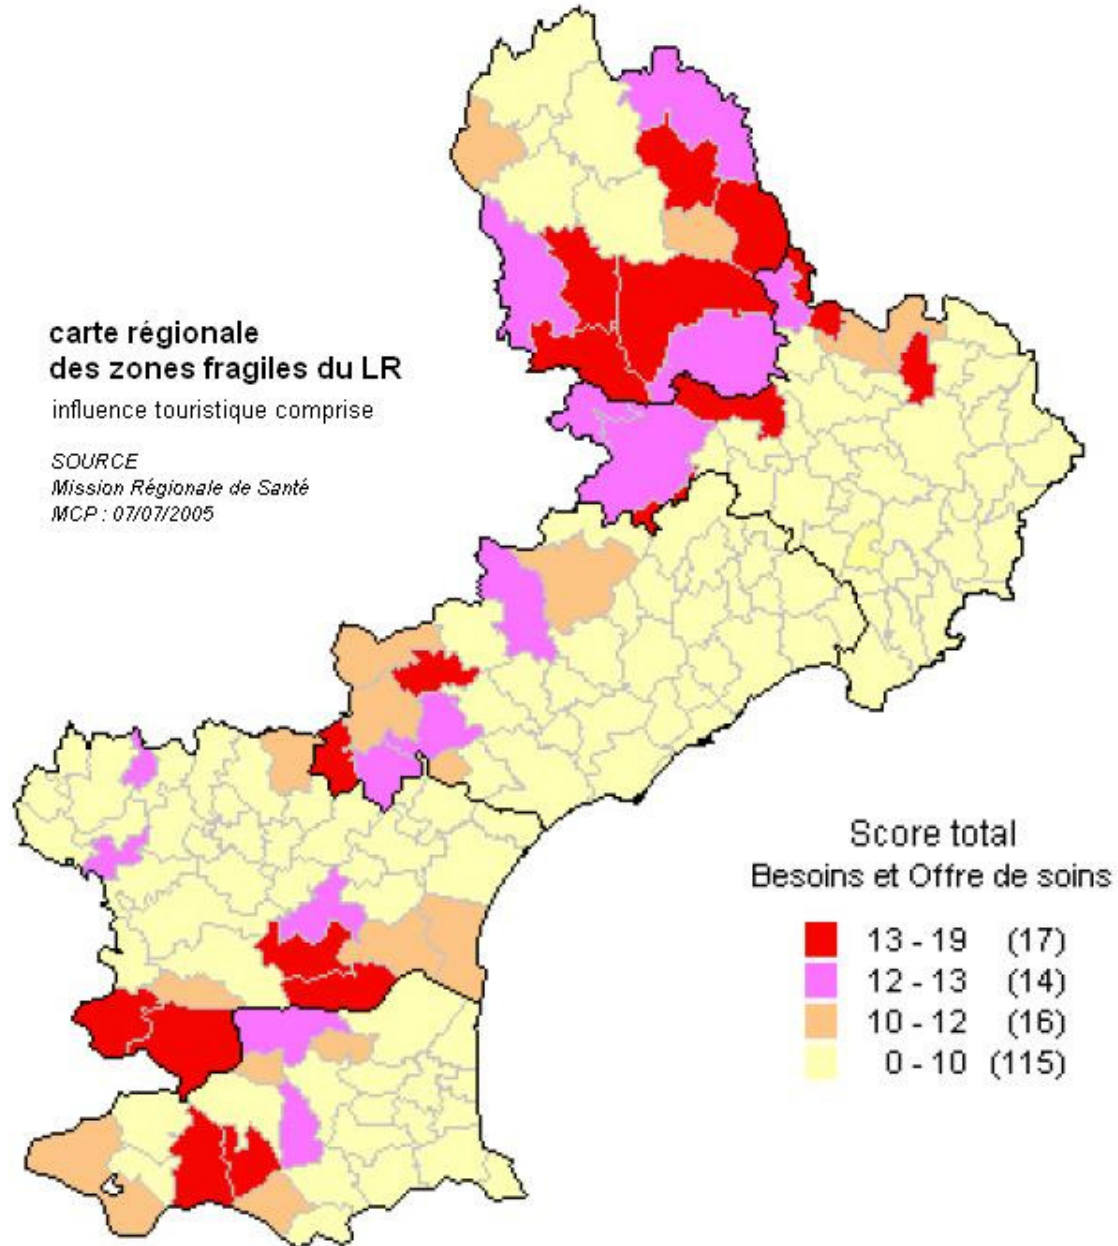 carte régionale
des zones fragiles du LR
influence touristique comprise
SOURCE
Mission Régionale de Santé
MCP : 07/07/2005
Score total
Besoins et Offre de soins
13 - 19 (17)
12 - 13 (14)
10 - 12 (16)
0 - 10 (115)